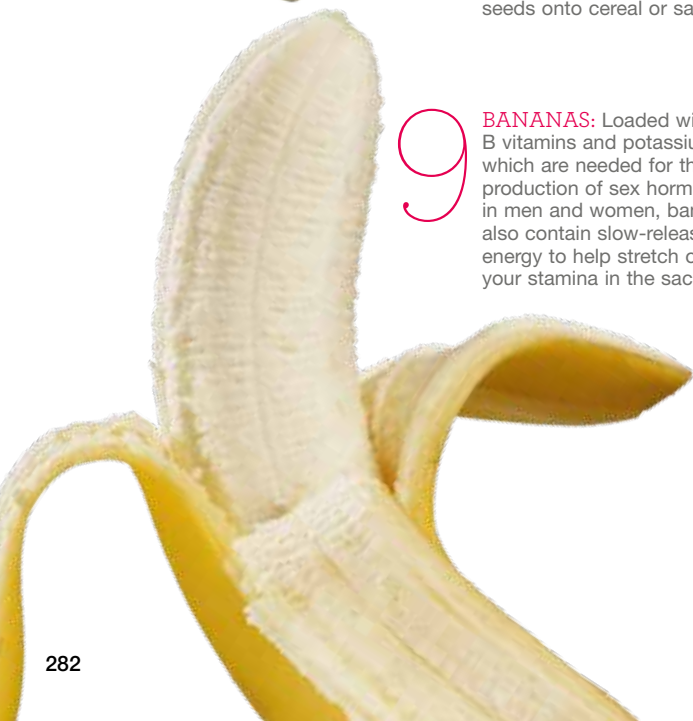 seeds onto cereal or sa
9
BANANAS: Loaded wi
B vitamins and potassiu
which are needed for th
production of sex horm
in men and women, bar
also contain slow-releas
energy to help stretch o
your stamina in the sac
282